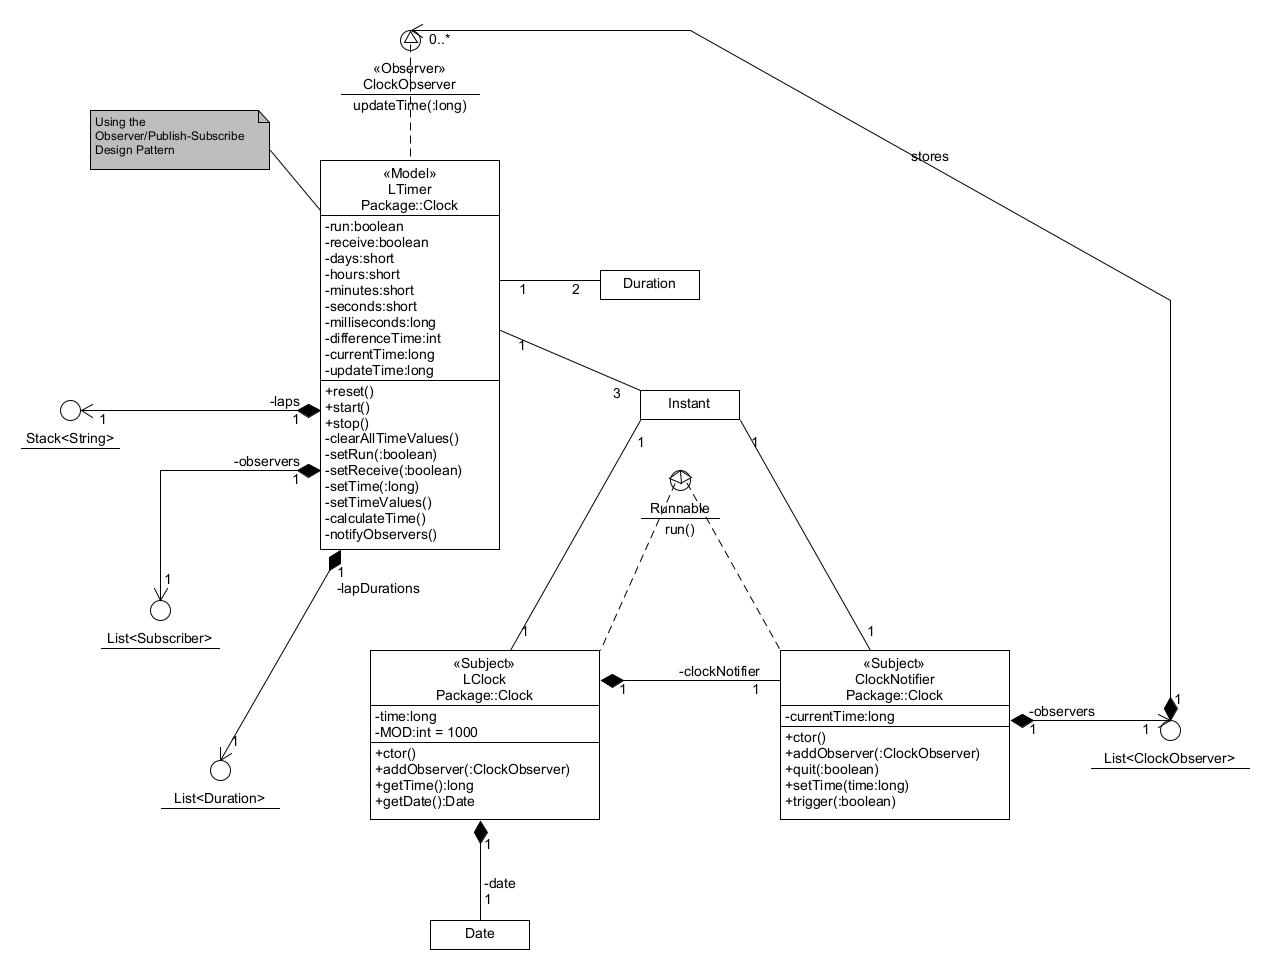 0..*
«Observer»
ClockObserver
updateTime(:long)
Using the
Observer/Publish-Subscribe
Design Pattern
stores
«Model»
LTimer
Package::Clock
-run:boolean
-receive:boolean
-days:short
-hours:short
-minutes:short
-seconds:short
-milliseconds:long
-differenceTime:int
-currentTime:long
-updateTime:long
+reset()
+start()
+stop()
-clearAllTimeValues()
-setRun(:boolean)
-setReceive(:boolean)
-setTime(:long)
-setTimeValues()
-calculateTime()
-notifyObservers()
1
2
Duration
1
3
Instant
-laps
1
1
Stack<String>
-observers
1
1
List<Subscriber>
1
-lapDurations
1
List<Duration>
1
1
Runnable
run()
1
1
«Subject»
LClock
Package::Clock
-time:long
-MOD:int = 1000
+ctor()
+addObserver(:ClockObserver)
+getTime():long
+getDate():Date
-clockNotifier
1
1
«Subject»
ClockNotifier
Package::Clock
-currentTime:long
+ctor()
+addObserver(:ClockObserver)
+quit(:boolean)
+setTime(time:long)
+trigger(:boolean)
-observers
1
1
1
List<ClockObserver>
1
-date
1
Date